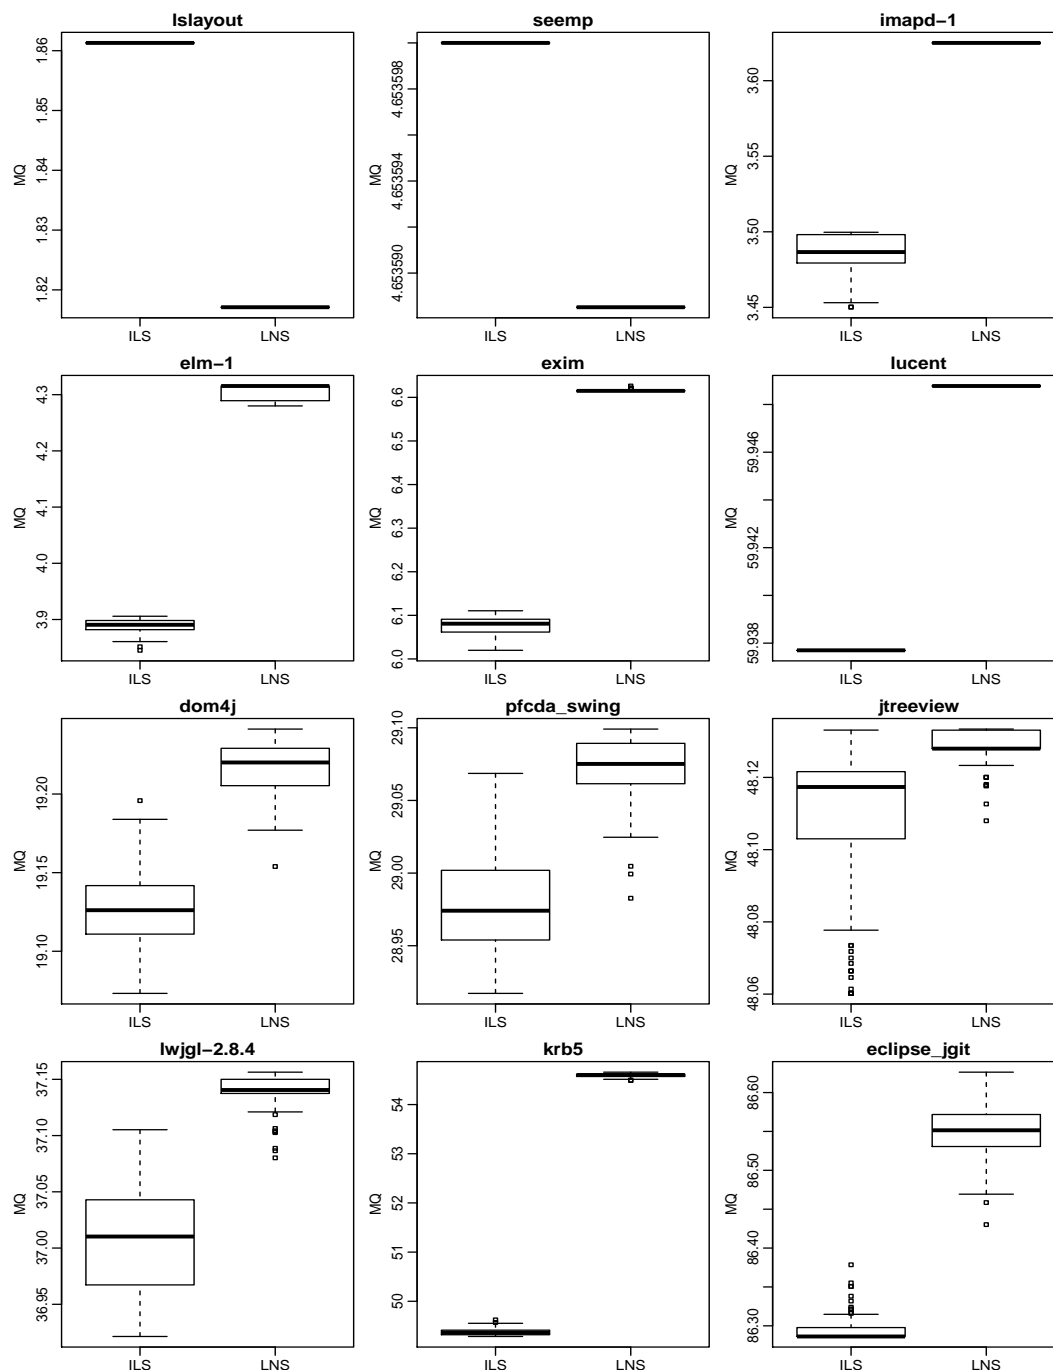 lslayout
MQ
1.82 1.83 1.84 1.85 1.86
ILS LNS
seemp
MQ
4.653590 4.653594 4.653598
ILS LNS
imapd−1
MQ
3.45 3.50 3.55 3.60
ILS LNS
elm−1
MQ
3.9 4.0 4.1 4.2 4.3
ILS LNS
exim
MQ
6.0 6.1 6.2 6.3 6.4 6.5 6.6
ILS LNS
lucent
MQ
59.938 59.942 59.946
ILS LNS
dom4j
MQ
19.10 19.15 19.20
ILS LNS
pfcda_swing
MQ
28.95 29.00 29.05 29.10
ILS LNS
jtreeview
MQ
48.06 48.08 48.10 48.12
ILS LNS
lwjgl−2.8.4
MQ
36.95 37.00 37.05 37.10 37.15
ILS LNS
krb5
MQ
50 51 52 53 54
ILS LNS
eclipse_jgit
MQ
86.30 86.40 86.50 86.60
ILS LNS